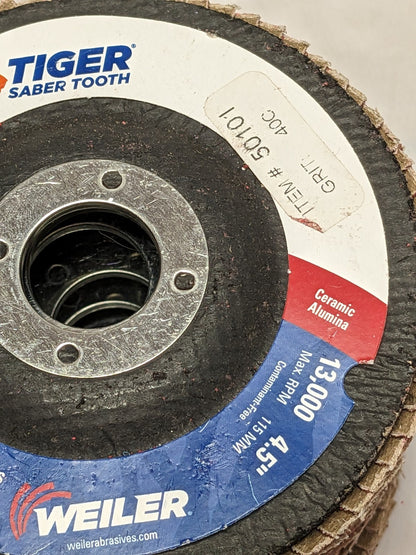 TIGER®
SABER TOOTH
ITEM # 50101
GRIT: 40C
Ceramic
Alumina
13,000 4.5"
Max. RPM 115 MM
Contaminant-Free
WEILER®
weilerabrasives.com